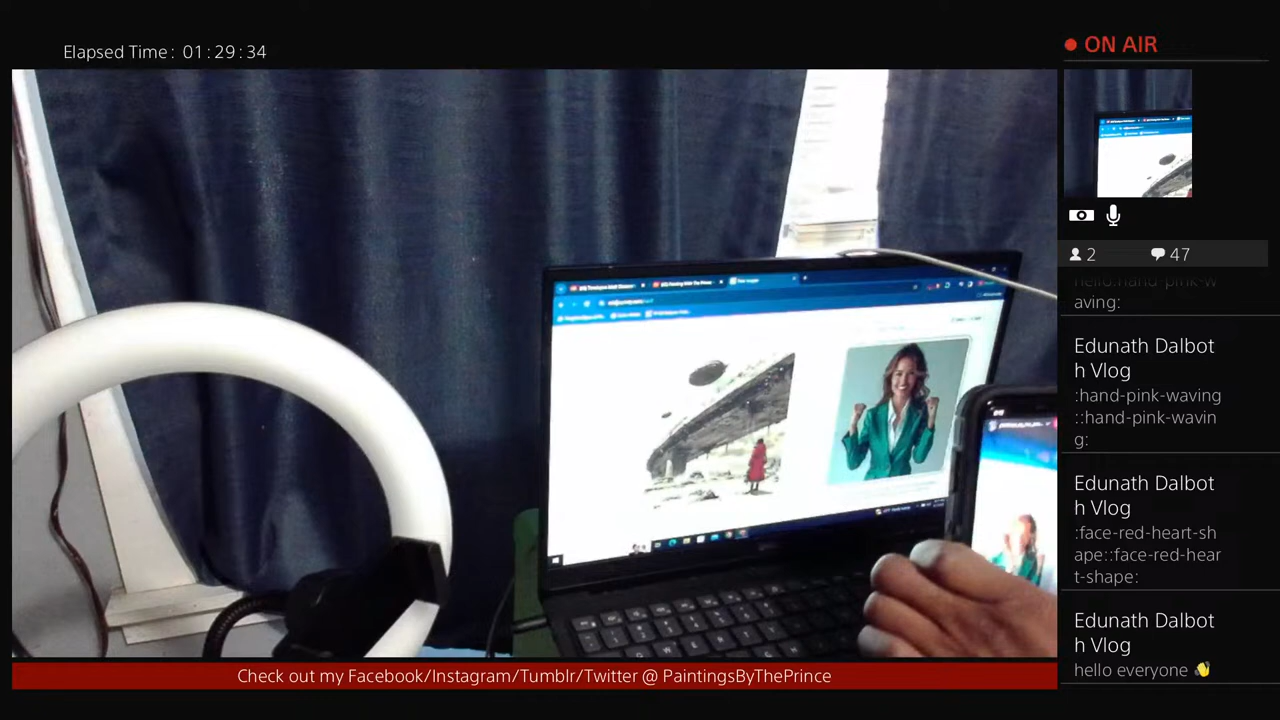 Elapsed Time: 01:29:34
ON AIR
2
47
aving:
Edunath Dalbot
h Vlog
:hand-pink-waving
::hand-pink-wavin
g:
Edunath Dalbot
h Vlog
:face-red-heart-sh
ape::face-red-hear
t-shape:
Edunath Dalbot
h Vlog
hello everyone 👋
Check out my Facebook/Instagram/Tumblr/Twitter @ PaintingsByThePrince